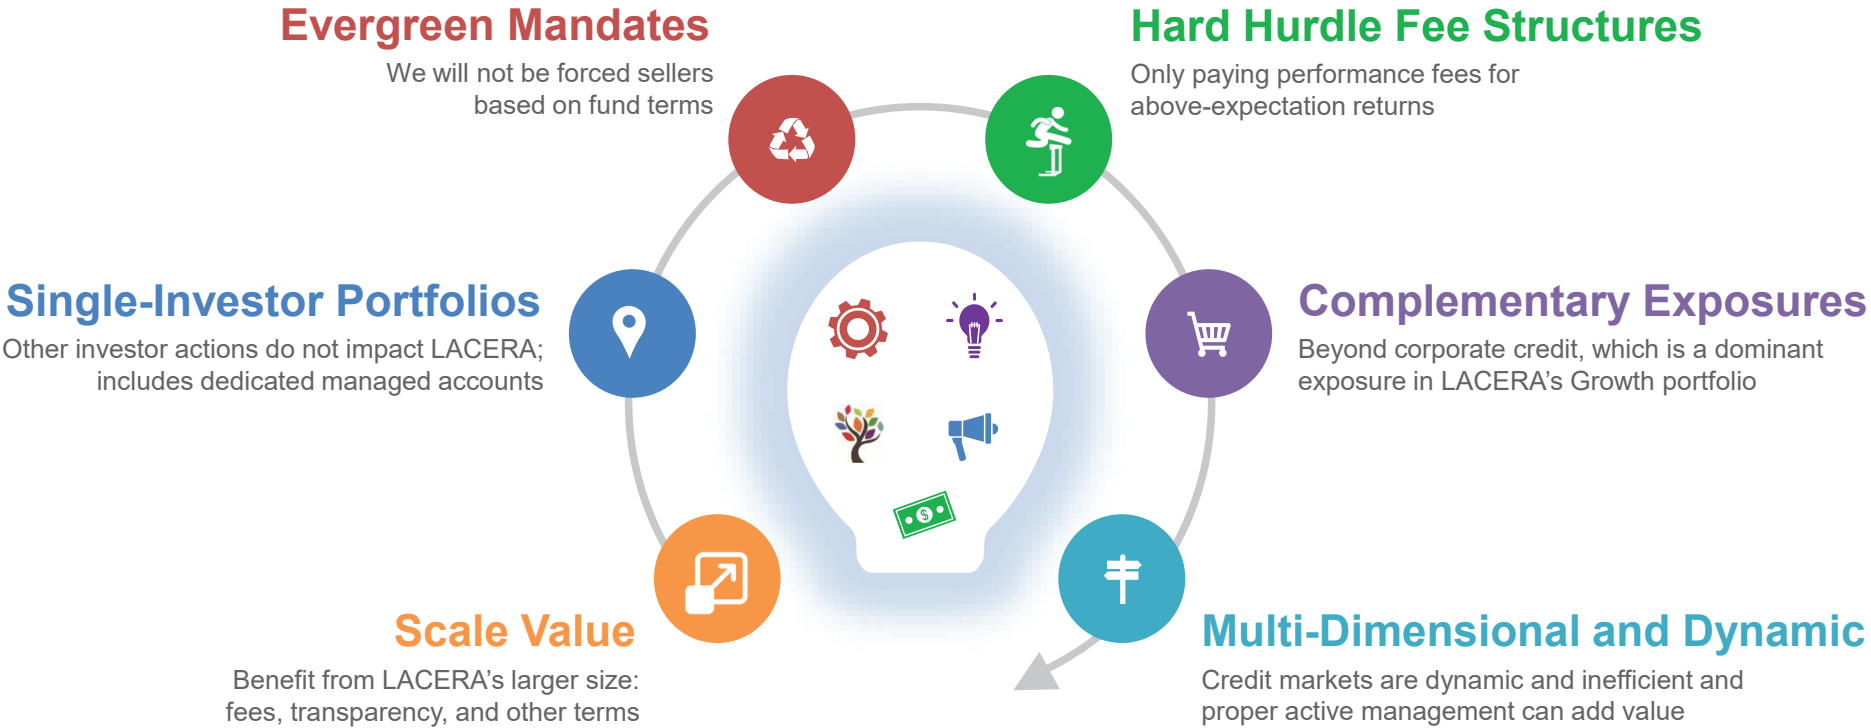 Evergreen Mandates
We will not be forced sellers
based on fund terms
Hard Hurdle Fee Structures
Only paying performance fees for
above-expectation returns
Single-Investor Portfolios
Other investor actions do not impact LACERA;
includes dedicated managed accounts
Complementary Exposures
Beyond corporate credit, which is a dominant
exposure in LACERA's Growth portfolio
$
Scale Value
Benefit from LACERA's larger size:
fees, transparency, and other terms
Multi-Dimensional and Dynamic
Credit markets are dynamic and inefficient and
proper active management can add value